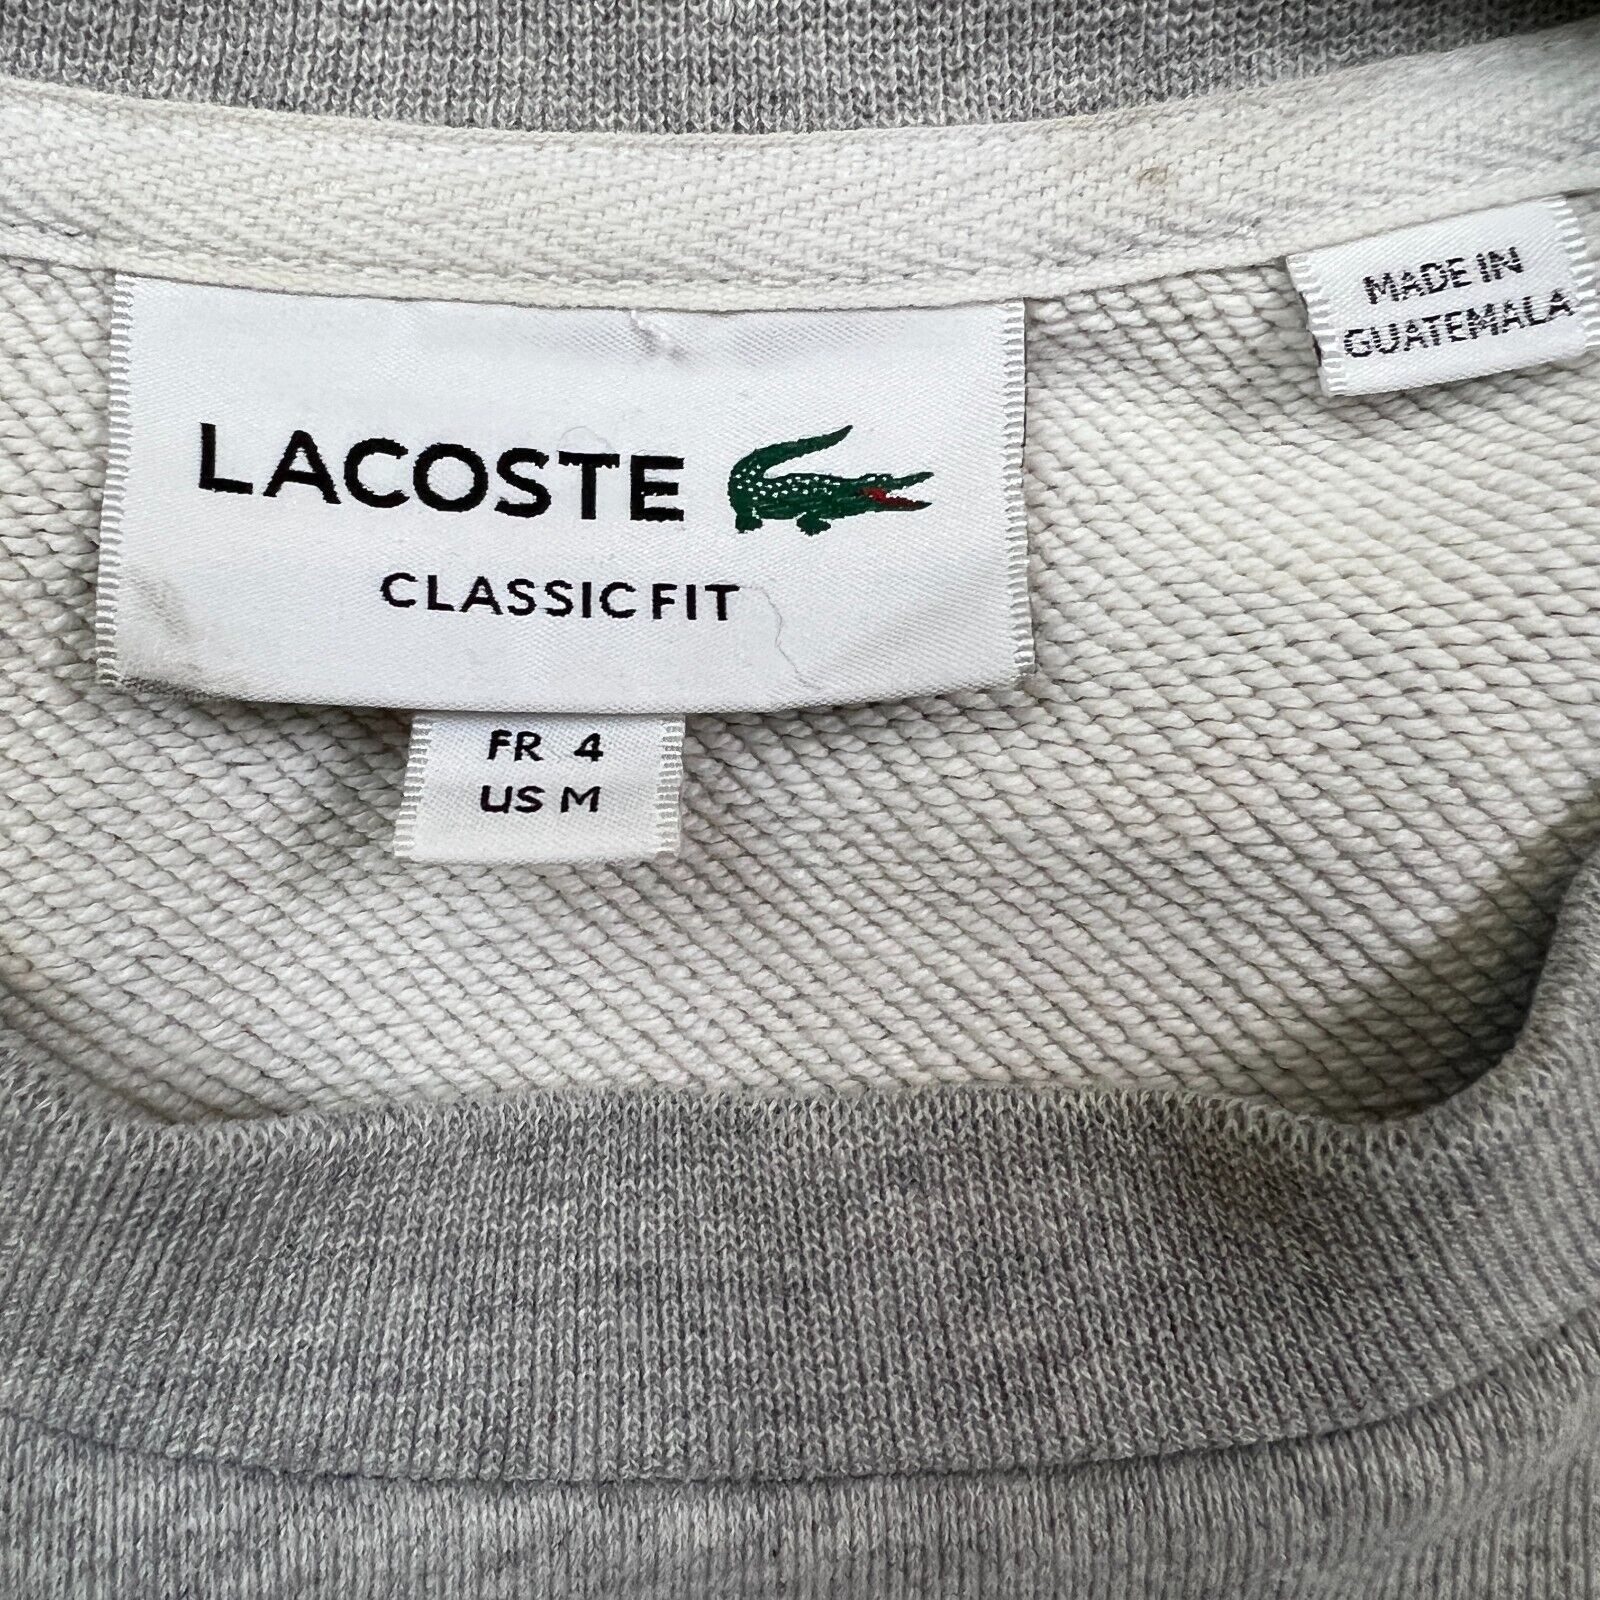 LACOSTE
CLASSIC FIT
FR 4
US M
MADE IN
GUATEMALA